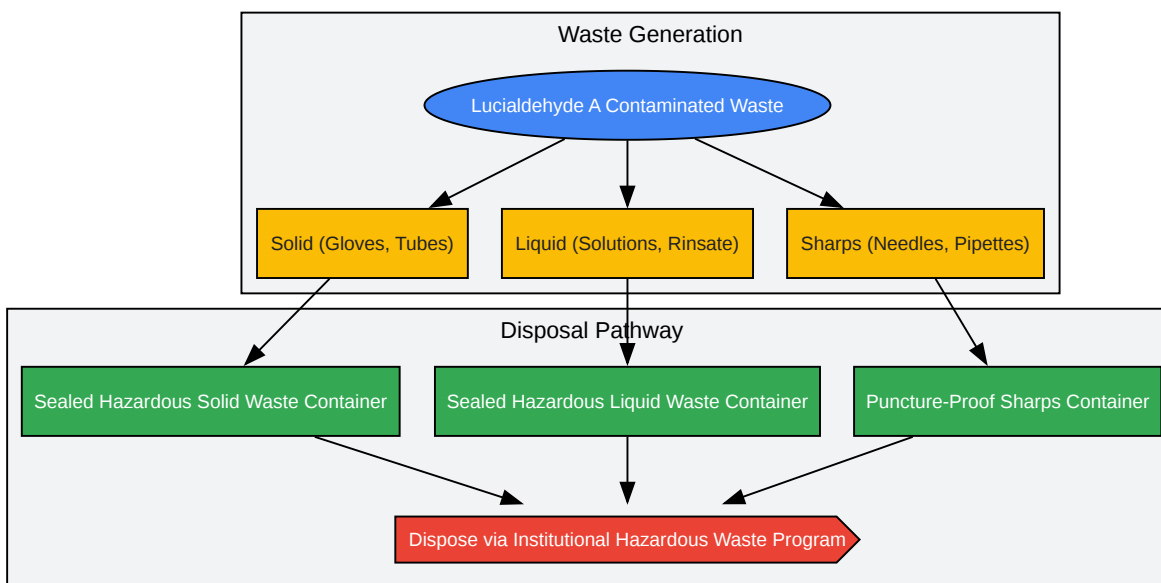 Waste Generation
Lucialdehyde A Contaminated Waste
Solid (Gloves, Tubes)
Liquid (Solutions, Rinsate)
Sharps (Needles, Pipettes)
Disposal Pathway
Sealed Hazardous Solid Waste Container
Sealed Hazardous Liquid Waste Container
Puncture-Proof Sharps Container
Dispose via Institutional Hazardous Waste Program